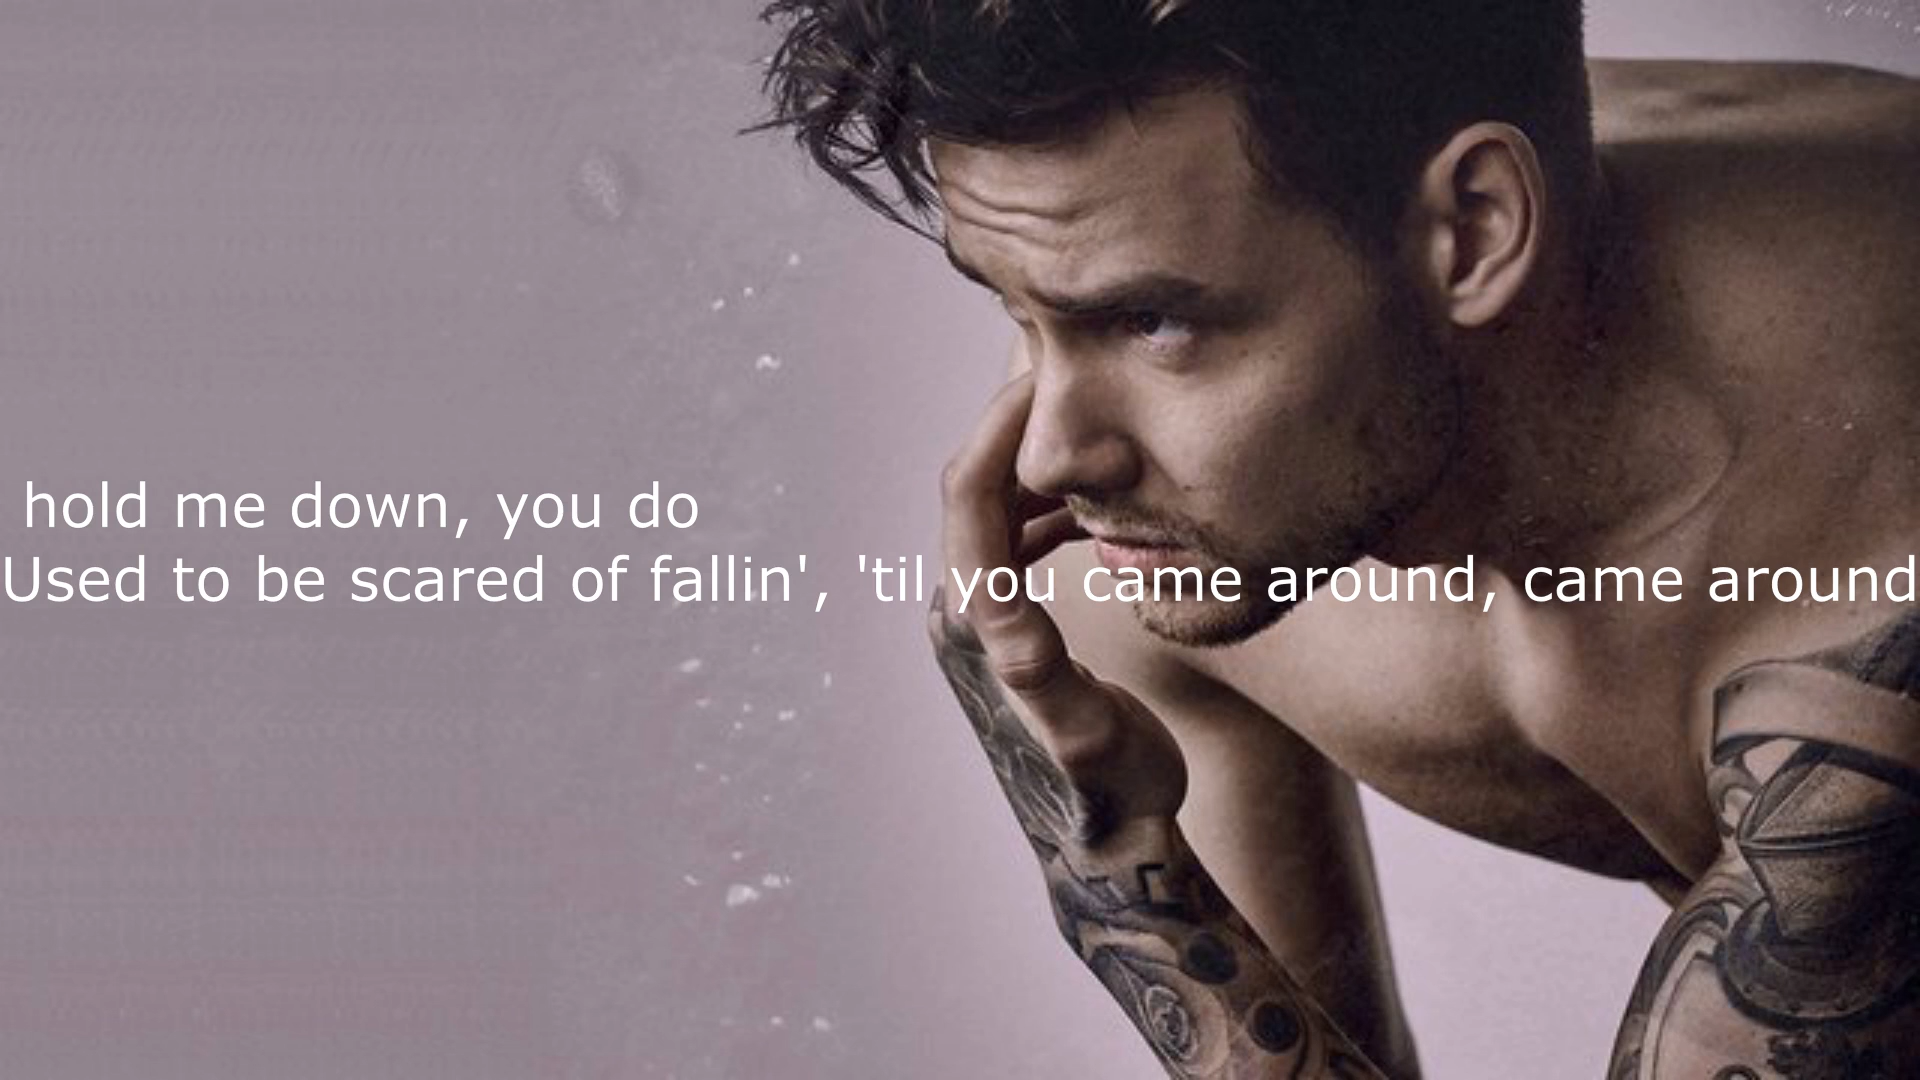 hold me down, you do
Used to be scared of fallin', 'til you came around, came around